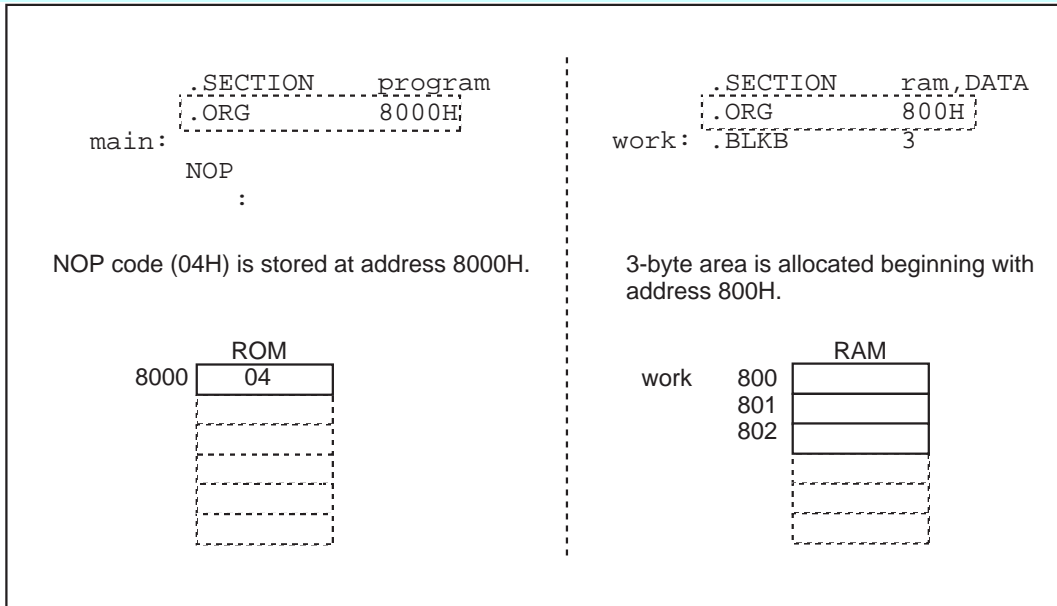 .SECTION program
.ORG 8000H
main:
NOP
:
NOP code (04H) is stored at address 8000H.
ROM
8000 04
.SECTION ram,DATA
.ORG 800H
work: .BLKB 3
3-byte area is allocated beginning with
address 800H.
RAM
work 800
801
802